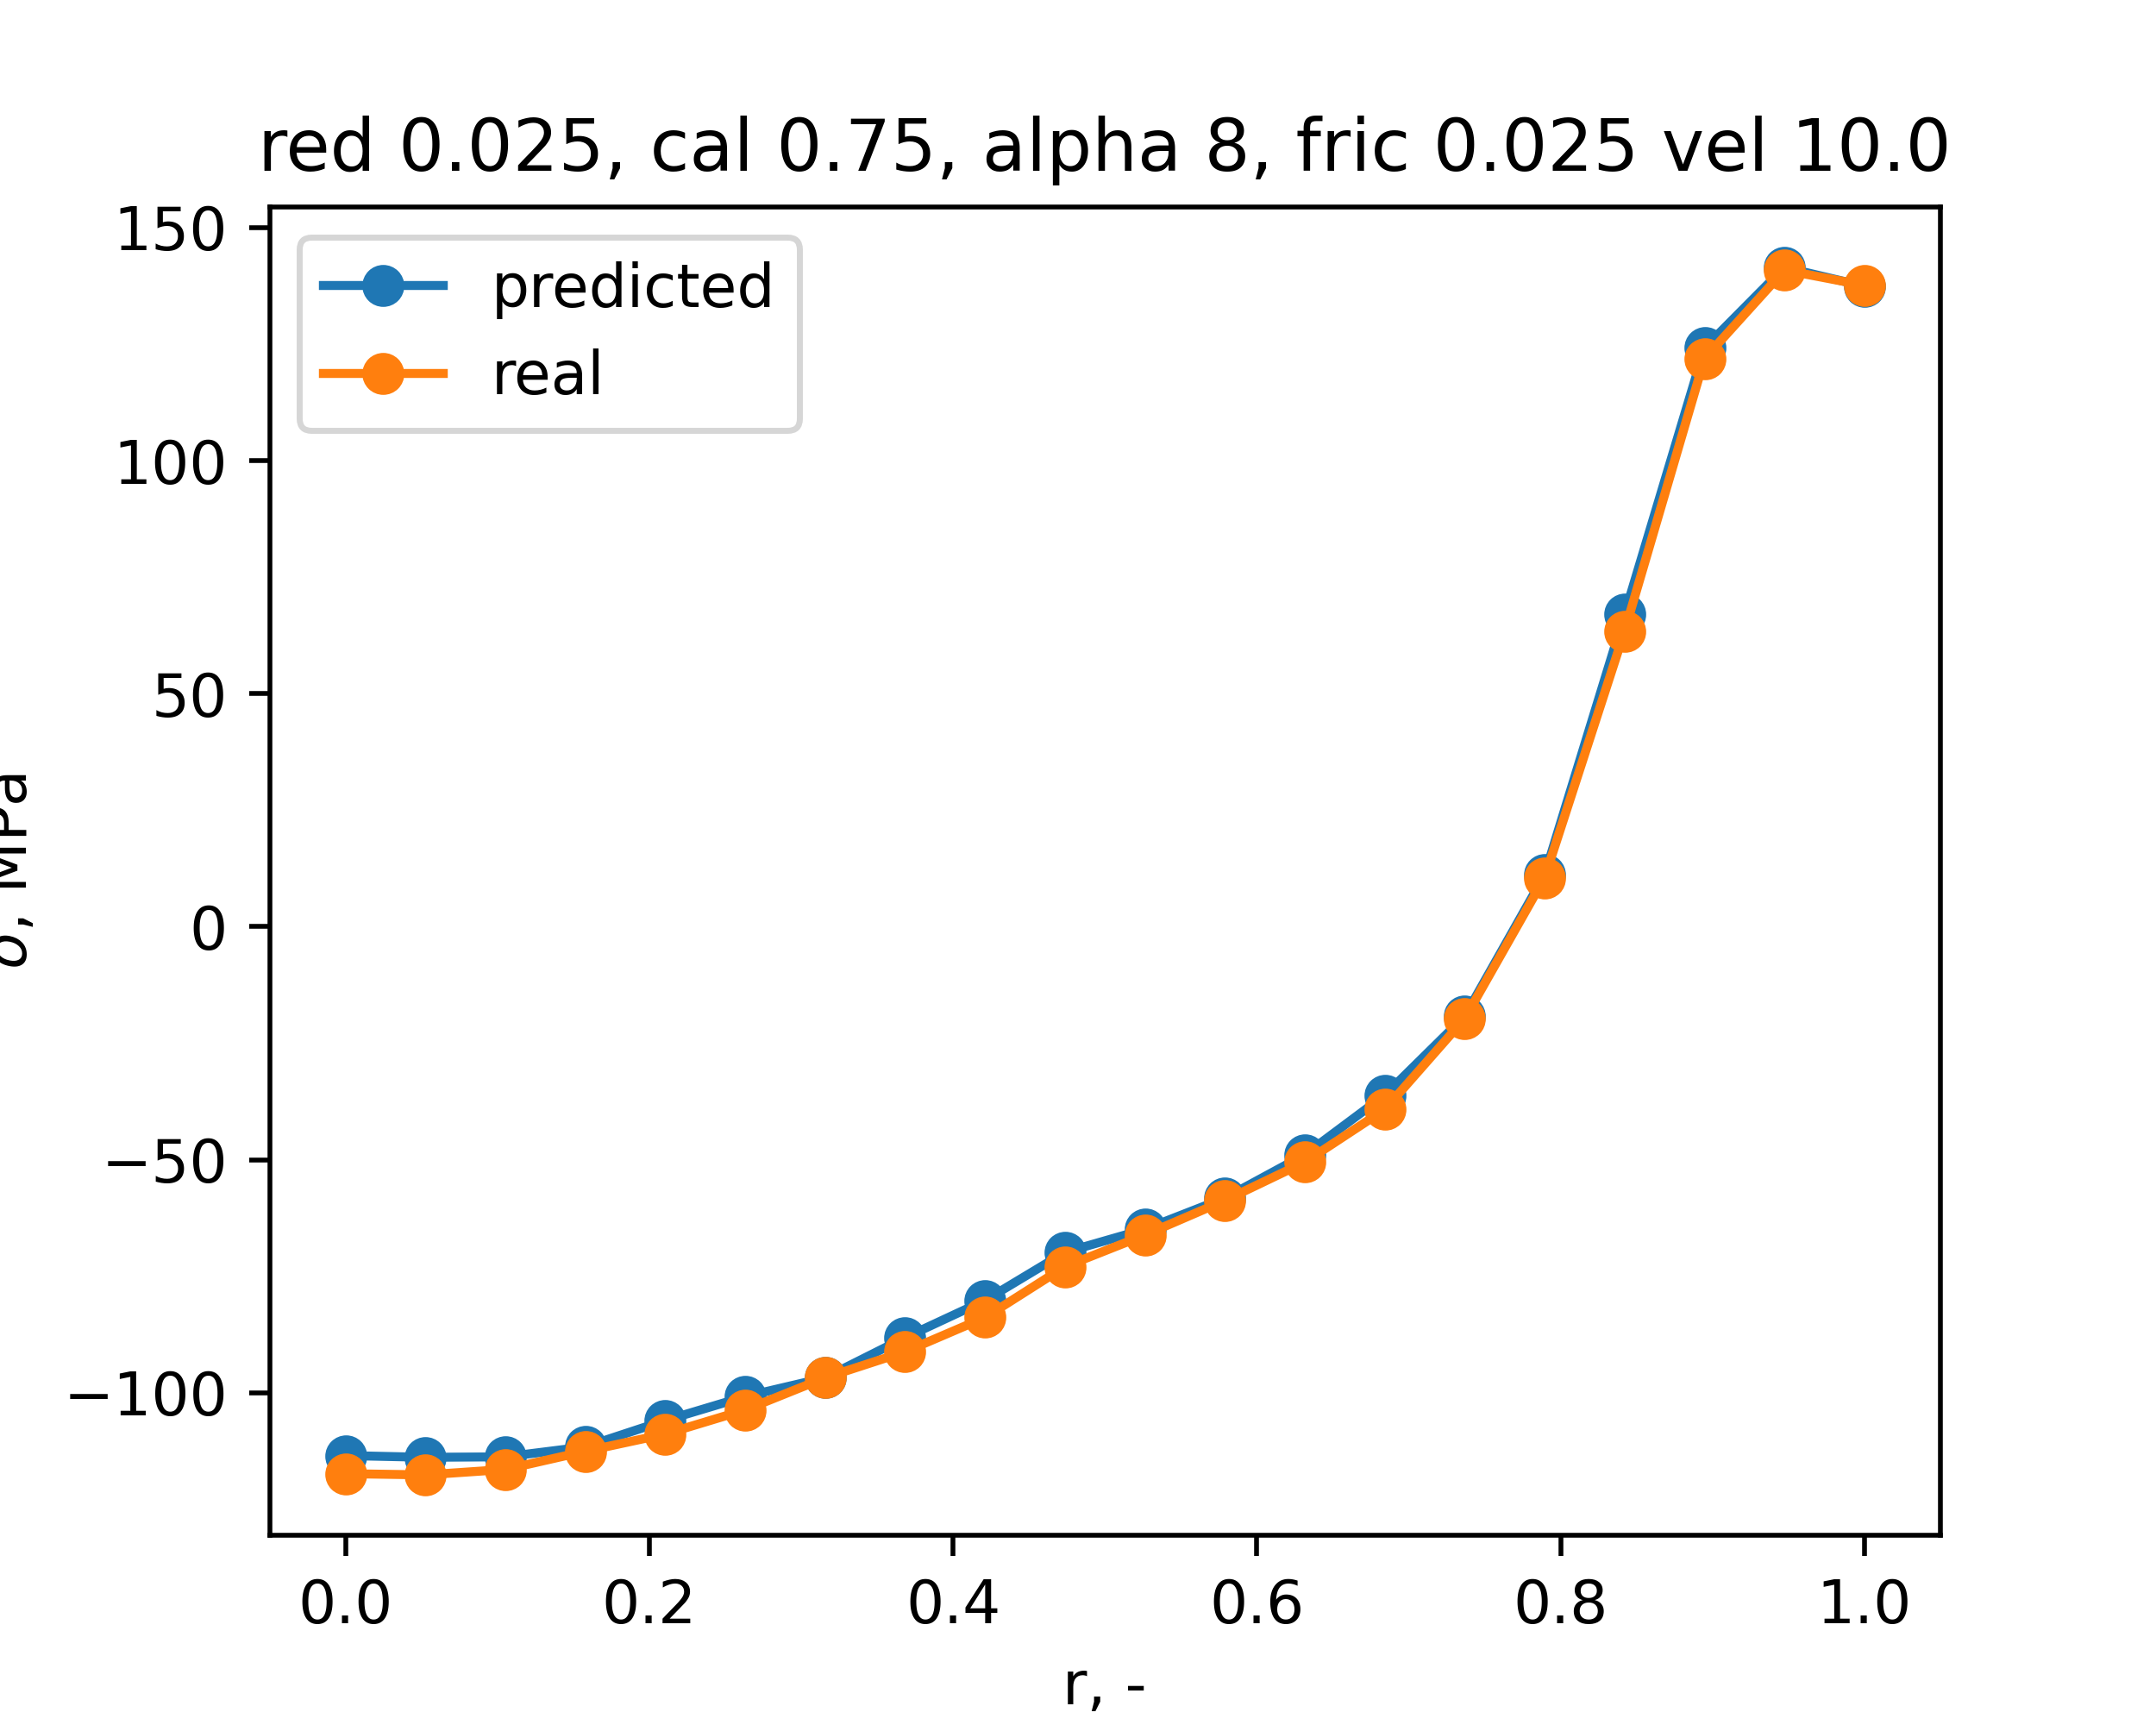 red 0.025, cal 0.75, alpha 8, fric 0.025 vel 10.0
predicted
real
150
100
50
0
−50
−100
σ, MPa
0.0 0.2 0.4 0.6 0.8 1.0
r, -